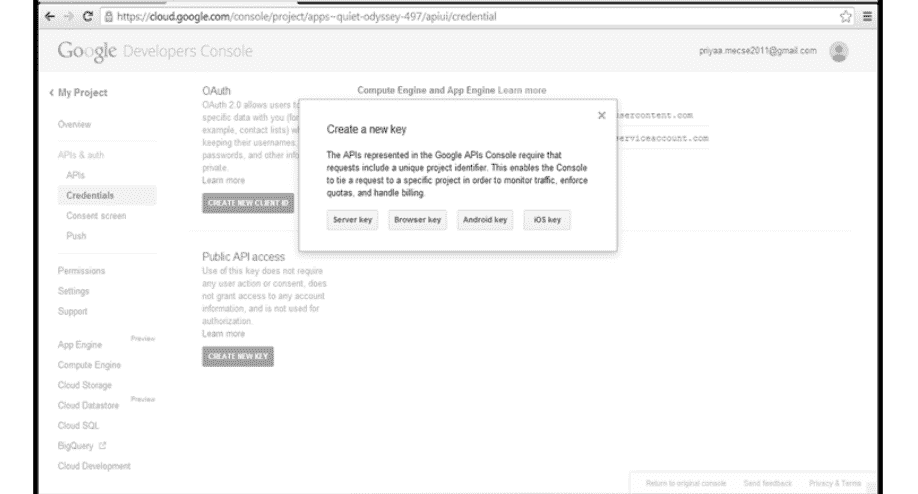 https://cloud.google.com/console/project/apps~quiet-odyssey-497/apiui/credential
Google Developers Console
priyaa.mecse2011@gmail.com
< My Project
Overview
APIs & auth
APIs
Credentials
Consent screen
Push
Permissions
Settings
Support
App Engine Preview
Compute Engine
Cloud Storage
Cloud Datastore Preview
Cloud SQL
BigQuery
Cloud Development
OAuth
OAuth 2.0 allows users to
specific data with you (for
example, contact lists) w
keeping their usernames,
passwords, and other info
private.
Learn more
CREATE NEW CLIENT ID
Public API access
Use of this key does not require
any user action or consent, does
not grant access to any account
information, and is not used for
authorization.
Learn more
CREATE NEW KEY
Compute Engine and App Engine Learn more
sercontent.com
erviceaccount.com
Create a new key
The APIs represented in the Google APIs Console require that
requests include a unique project identifier. This enables the Console
to tie a request to a specific project in order to monitor traffic, enforce
quotas, and handle billing.
Server key Browser key Android key iOS key
Return to original console Send feedback Privacy & Terms